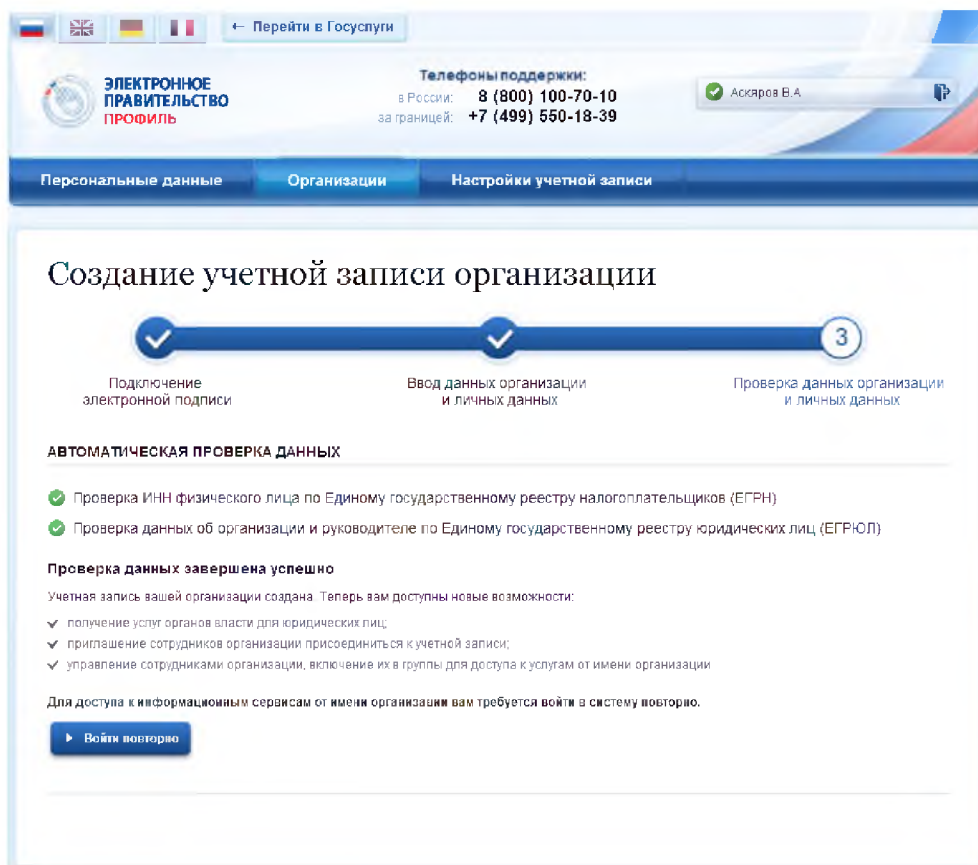 ← Перейти в Госуслуги
ЭЛЕКТРОННОЕ
ПРАВИТЕЛЬСТВО
ПРОФИЛЬ
Телефоны поддержки:
в России: 8 (800) 100-70-10
за границей: +7 (499) 550-18-39
Аскяров В.А
Персональные данные
Организации
Настройки учетной записи
Создание учетной записи организации
3
Подключение
электронной подписи
Ввод данных организации
и личных данных
Проверка данных организации
и личных данных
АВТОМАТИЧЕСКАЯ ПРОВЕРКА ДАННЫХ
Проверка ИНН физического лица по Единому государственному реестру налогоплательщиков (ЕГРН)
Проверка данных об организации и руководителе по Единому государственному реестру юридических лиц (ЕГРЮЛ)
Проверка данных завершена успешно
Учетная запись вашей организации создана. Теперь вам доступны новые возможности:
получение услуг органов власти для юридических лиц;
приглашение сотрудников организации присоединиться к учетной записи;
управление сотрудниками организации, включение их в группы для доступа к услугам от имени организации
Для доступа к информационным сервисам от имени организации вам требуется войти в систему повторно.
Войти повторно